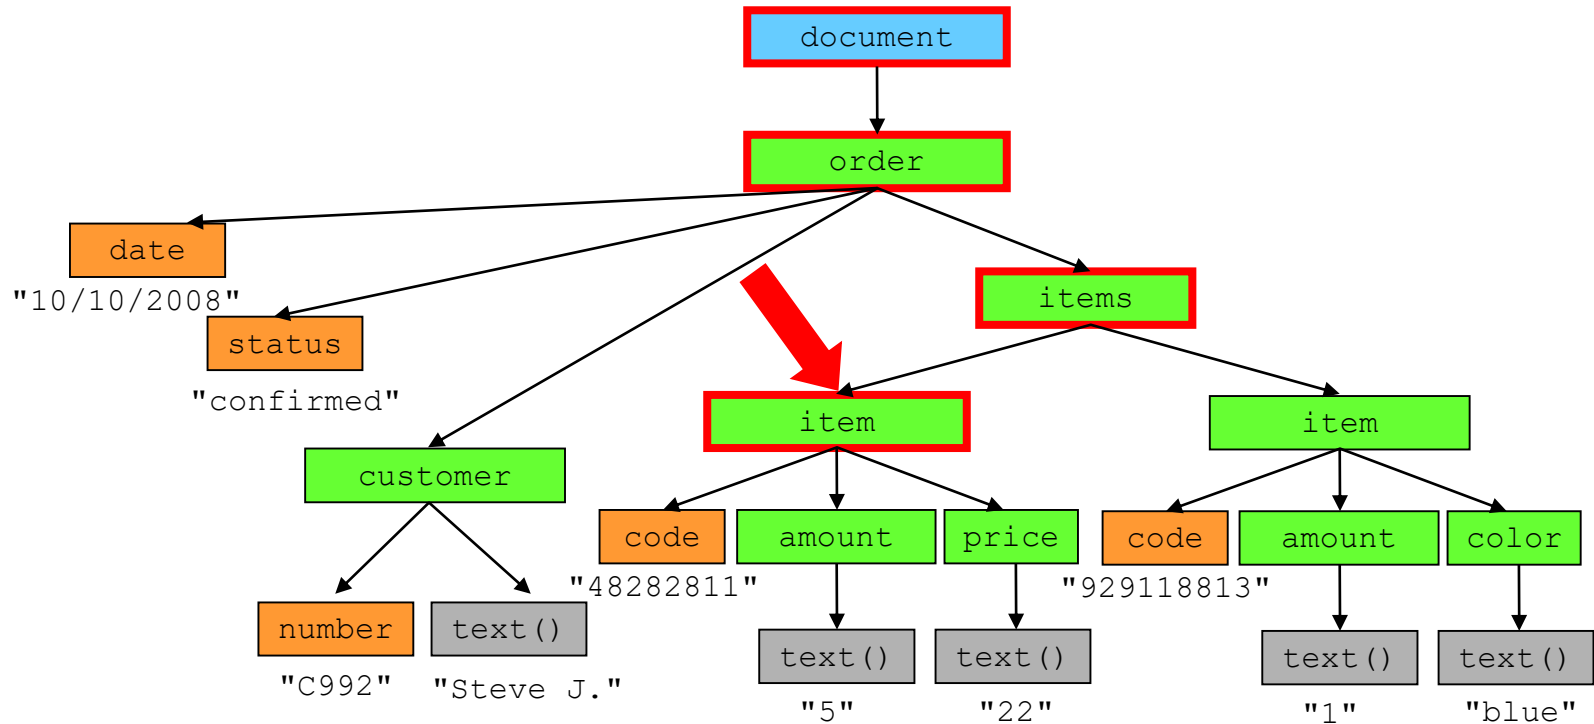 document
order
date
"10/10/2008"
items
status
"confirmed"
item
item
customer
code
amount
price
code
amount
color
"48282811"
"929118813"
number
text()
text()
text()
text()
text()
"C992"
"Steve J."
"5"
"22"
"1"
"blue"